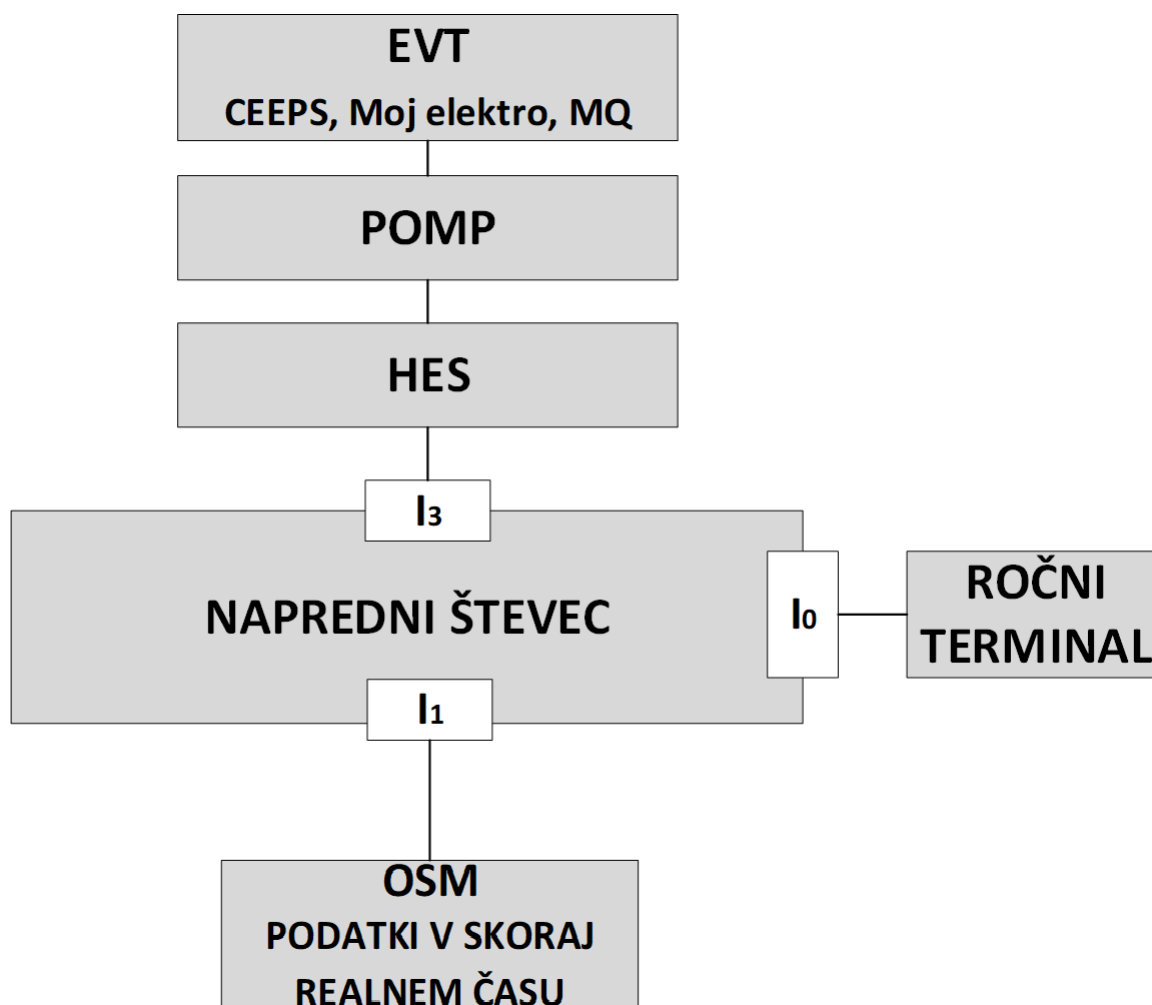 EVT
CEEPS, Moj elektro, MQ
POMP
HES
I₃
NAPREDNI ŠTEVEC
I₀
ROČNI
TERMINAL
I₁
OSM
PODATKI V SKORAJ
REALNEM ČASU